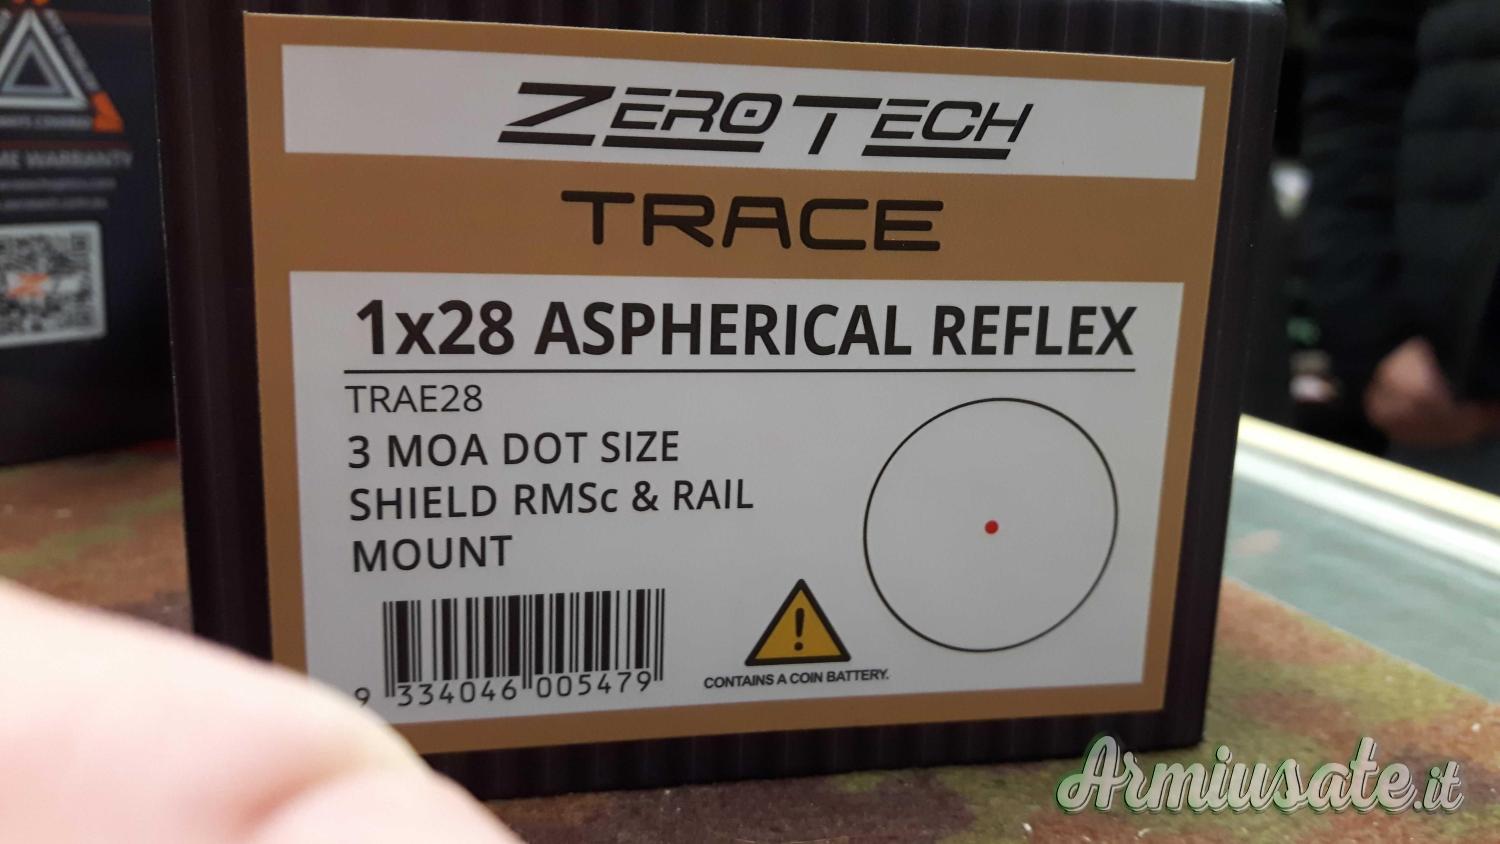 ZEROTECH
TRACE
1x28 ASPHERICAL REFLEX
TRAE28
3 MOA DOT SIZE
SHIELD RMSc & RAIL
MOUNT
9 334046 005479
CONTAINS A COIN BATTERY.
WARRANTY
Armiusate.it